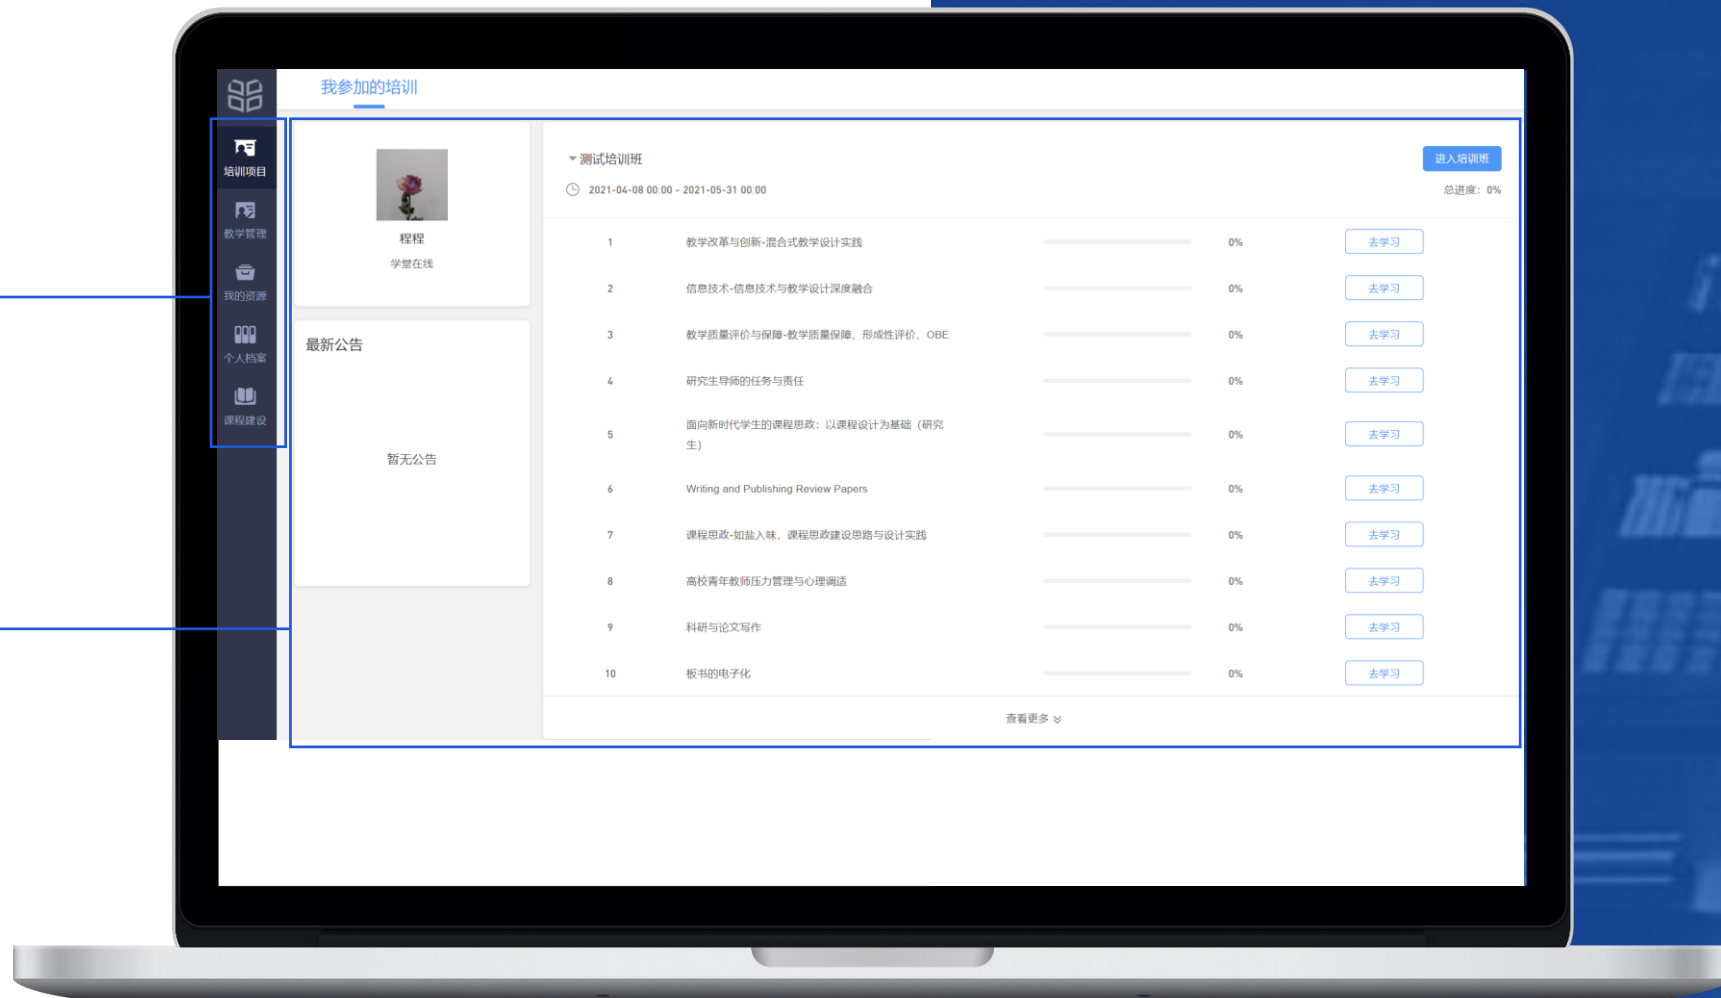 我参加的培训
培训项目
教学管理
我的资源
个人档案
课程建设
程程
学堂在线
最新公告
暂无公告
测试培训班
进入培训班
2021-04-08 00:00 - 2021-05-31 00:00
总进度：0%
1 教学改革与创新-混合式教学设计实践 0% 去学习
2 信息技术-信息技术与教学设计深度融合 0% 去学习
3 教学质量评价与保障-教学质量保障、形成性评价、OBE 0% 去学习
4 研究生导师的任务与责任 0% 去学习
5 面向新时代学生的课程思政：以课程设计为基础（研究
生） 0% 去学习
6 Writing and Publishing Review Papers 0% 去学习
7 课程思政-如盐入味，课程思政建设思路与设计实践 0% 去学习
8 高校青年教师压力管理与心理调适 0% 去学习
9 科研与论文写作 0% 去学习
10 板书的电子化 0% 去学习
查看更多